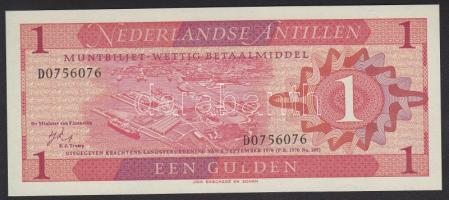 1 NEDERLANDSE ANTILLEN 1
MUNTBILJET-WETTIG BETAALMIDDEL
D0756076
1
De Minister van Financiën
D0756076
UITGEGEVEN KRACHTENS LANDSVERORDENING VAN 8 SEPTEMBER 1970
1 EEN GULDEN 1
JOH. ENSCHEDÉ EN ZONEN